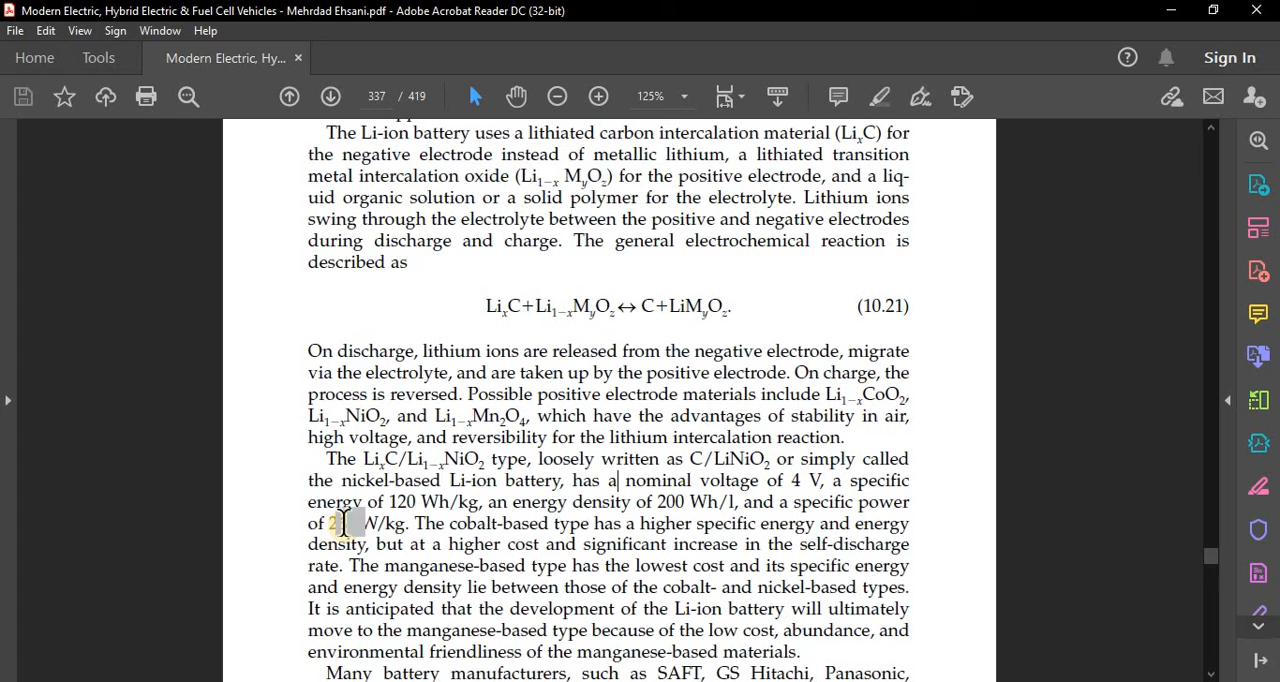 Modern Electric, Hybrid Electric & Fuel Cell Vehicles - Mehrdad Ehsani.pdf - Adobe Acrobat Reader DC (32-bit)
File Edit View Sign Window Help
Home Tools Modern Electric, Hy... × Sign In
337 / 419 125%
The Li-ion battery uses a lithiated carbon intercalation material (LiₓC) for
the negative electrode instead of metallic lithium, a lithiated transition
metal intercalation oxide (Li₁₋ₓ MᵧO_z) for the positive electrode, and a liq-
uid organic solution or a solid polymer for the electrolyte. Lithium ions
swing through the electrolyte between the positive and negative electrodes
during discharge and charge. The general electrochemical reaction is
described as
LiₓC+Li₁₋ₓMᵧO_z↔C+LiMᵧO_z. (10.21)
On discharge, lithium ions are released from the negative electrode, migrate
via the electrolyte, and are taken up by the positive electrode. On charge, the
process is reversed. Possible positive electrode materials include Li₁₋ₓCoO₂,
Li₁₋ₓNiO₂, and Li₁₋ₓMn₂O₄, which have the advantages of stability in air,
high voltage, and reversibility for the lithium intercalation reaction.
The LiₓC/Li₁₋ₓNiO₂ type, loosely written as C/LiNiO₂ or simply called
the nickel-based Li-ion battery, has a nominal voltage of 4 V, a specific
energy of 120 Wh/kg, an energy density of 200 Wh/l, and a specific power
of W/kg. The cobalt-based type has a higher specific energy and energy
density, but at a higher cost and significant increase in the self-discharge
rate. The manganese-based type has the lowest cost and its specific energy
and energy density lie between those of the cobalt- and nickel-based types.
It is anticipated that the development of the Li-ion battery will ultimately
move to the manganese-based type because of the low cost, abundance, and
environmental friendliness of the manganese-based materials.
Many battery manufacturers, such as SAFT, GS Hitachi, Panasonic,